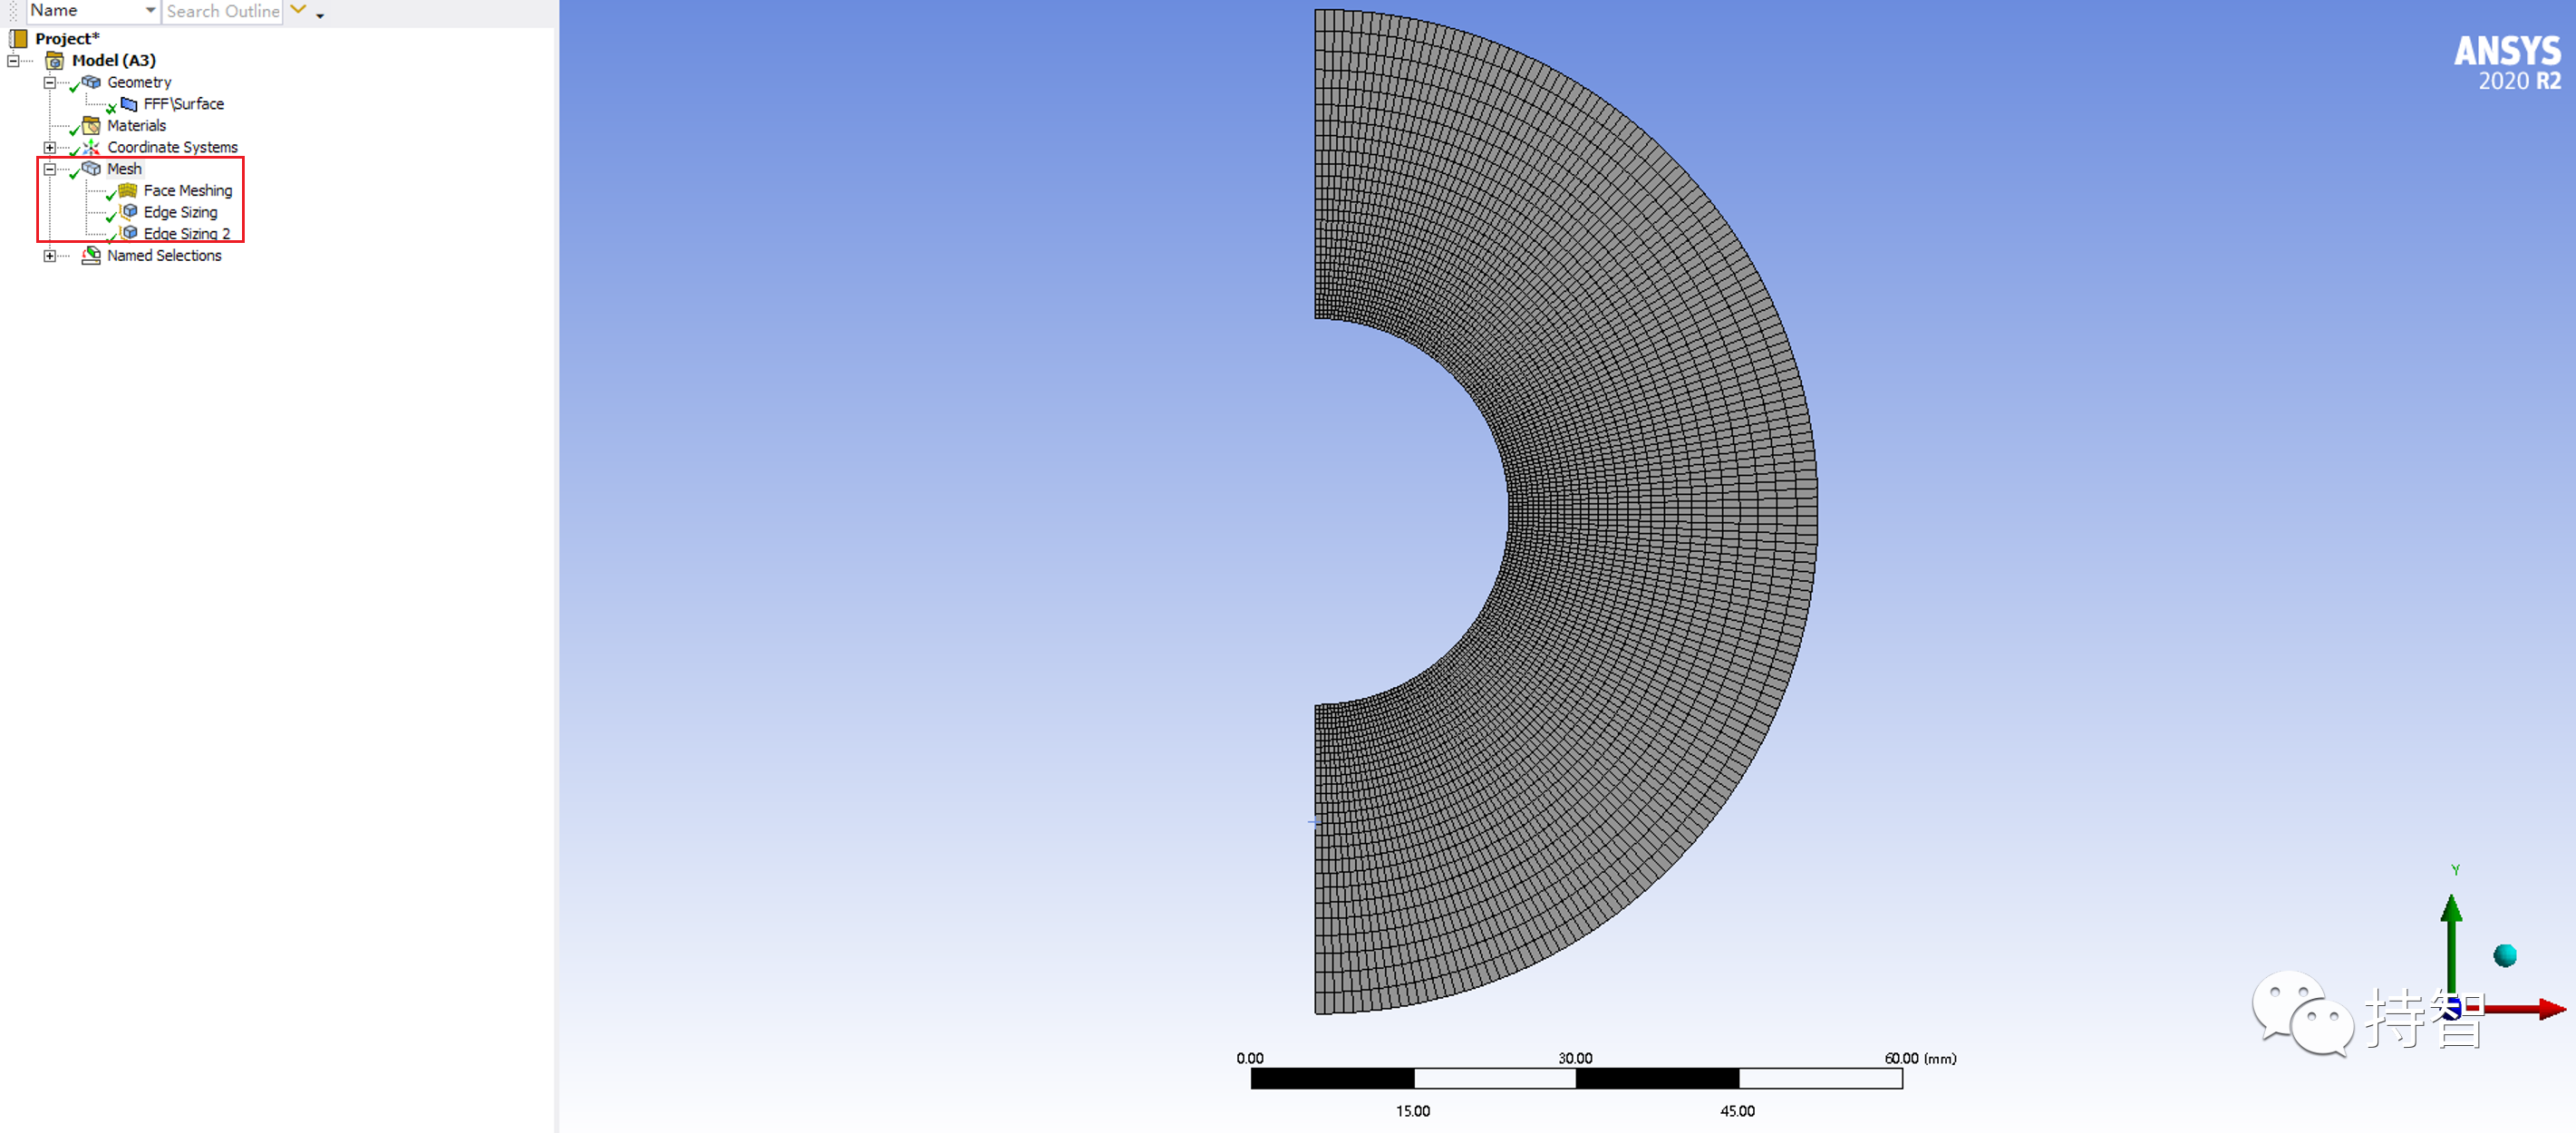 Name
Search Outline
Project*
Model (A3)
Geometry
FFF\Surface
Materials
Coordinate Systems
Mesh
Face Meshing
Edge Sizing
Edge Sizing 2
Named Selections
ANSYS
2020 R2
Y
持智
0.00
30.00
60.00 (mm)
15.00
45.00